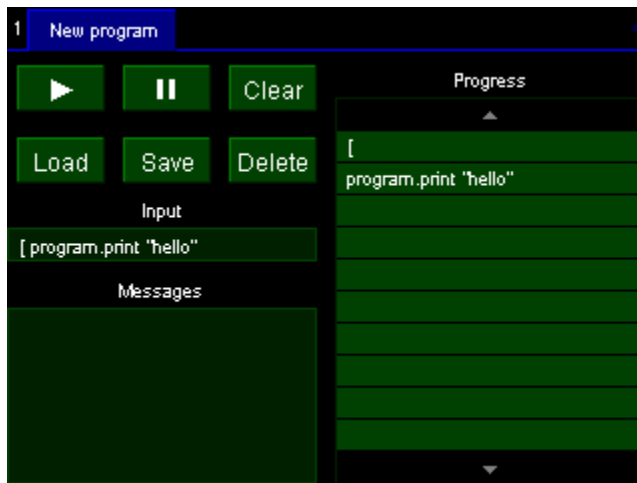 1 New program
Clear
Load Save Delete
Input
[ program.print "hello"
Messages
Progress
[
program.print "hello"